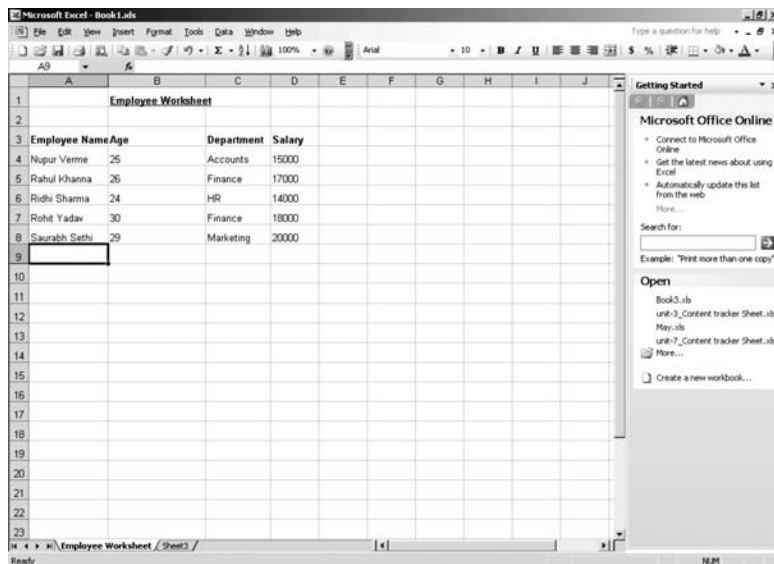 Microsoft Excel - Book1.xls
File Edit View Insert Format Tools Data Window Help Type a question for help
100% Arial 10 B I U $ %
A9 fx
A B C D E F G H I J
1 Employee Worksheet
2
3 Employee Name Age Department Salary
4 Nupur Verme 25 Accounts 15000
5 Rahul Khanna 26 Finance 17000
6 Ridhi Sharma 24 HR 14000
7 Rohit Yadav 30 Finance 18000
8 Saurabh Sethi 29 Marketing 20000
9
10
11
12
13
14
15
16
17
18
19
20
21
22
23
Employee Worksheet Sheet3
Ready NUM
Getting Started
Microsoft Office Online
Connect to Microsoft Office
Online
Get the latest news about using
Excel
Automatically update this list
from the web
More...
Search for:
Example: "Print more than one copy"
Open
Book3.xls
unit-3_Content tracker Sheet.xls
May.xls
unit-7_Content tracker Sheet.xls
More...
Create a new workbook...